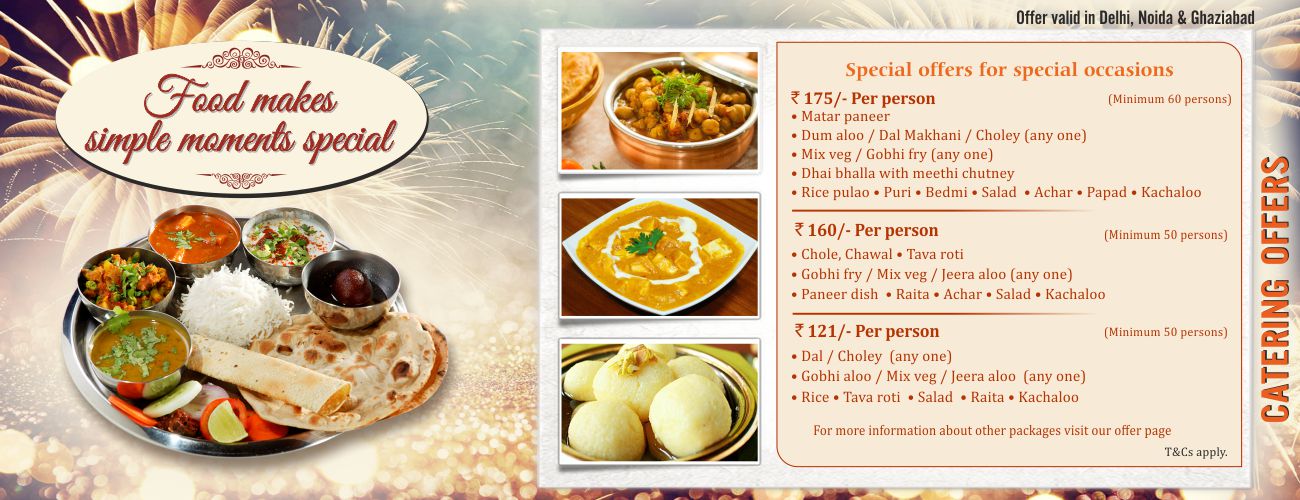 Offer valid in Delhi, Noida & Ghaziabad
Food makes
simple moments special
Special offers for special occasions
₹ 175/- Per person (Minimum 60 persons)
• Matar paneer
• Dum aloo / Dal Makhani / Choley (any one)
• Mix veg / Gobhi fry (any one)
• Dhai bhalla with meethi chutney
• Rice pulao • Puri • Bedmi • Salad • Achar • Papad • Kachaloo
₹ 160/- Per person (Minimum 50 persons)
• Chole, Chawal • Tava roti
• Gobhi fry / Mix veg / Jeera aloo (any one)
• Paneer dish • Raita • Achar • Salad • Kachaloo
₹ 121/- Per person (Minimum 50 persons)
• Dal / Choley (any one)
• Gobhi aloo / Mix veg / Jeera aloo (any one)
• Rice • Tava roti • Salad • Raita • Kachaloo
For more information about other packages visit our offer page
T&Cs apply.
CATERING OFFERS